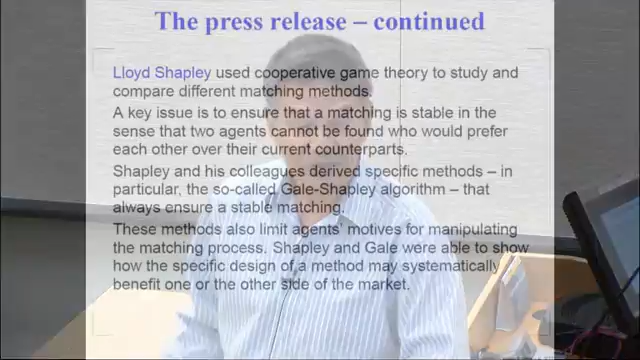 The press release – continued
Lloyd Shapley used cooperative game theory to study and
compare different matching methods.
A key issue is to ensure that a matching is stable in the
sense that two agents cannot be found who would prefer
each other over their current counterparts.
Shapley and his colleagues derived specific methods – in
particular, the so-called Gale-Shapley algorithm – that
always ensure a stable matching.
These methods also limit agents' motives for manipulating
the matching process. Shapley and Gale were able to show
how the specific design of a method may systematically
benefit one or the other side of the market.